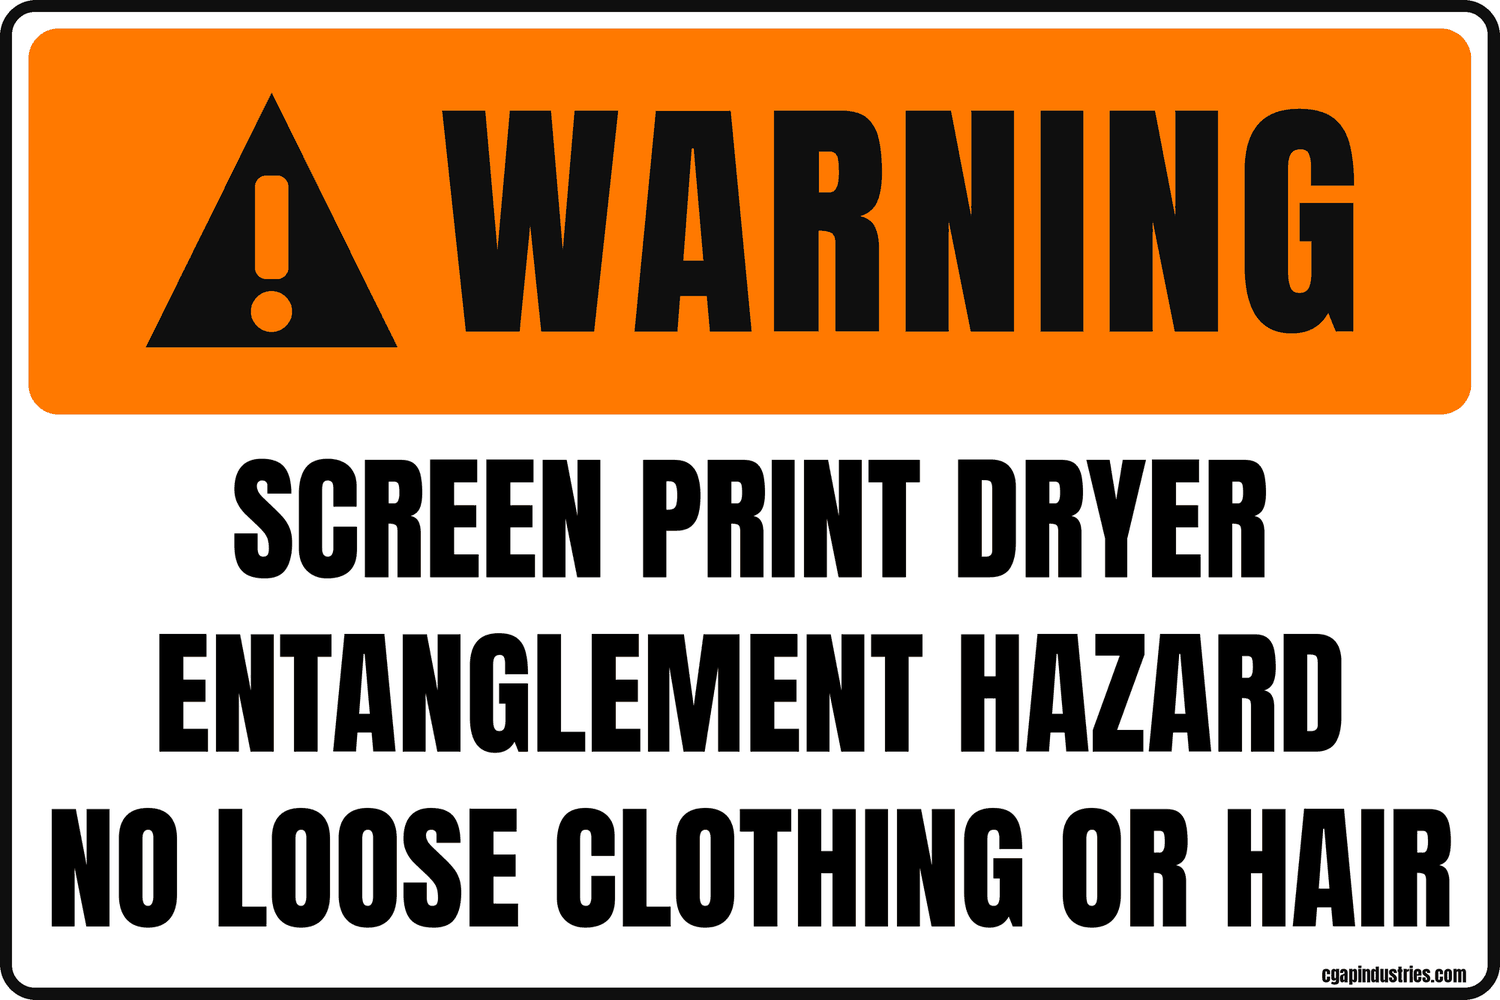 WARNING
SCREEN PRINT DRYER
ENTANGLEMENT HAZARD
NO LOOSE CLOTHING OR HAIR
cgapindustries.com